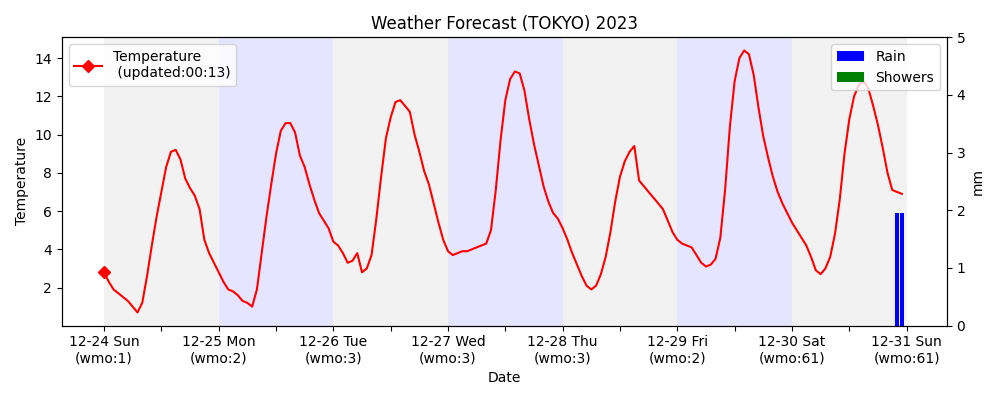 Weather Forecast (TOKYO) 2023
Temperature
(updated:00:13)
Rain
Showers
14
12
10
8
6
4
2
Temperature
5
4
3
2
1
0
mm
12-24 Sun
(wmo:1)
12-25 Mon
(wmo:2)
12-26 Tue
(wmo:3)
12-27 Wed
(wmo:3)
12-28 Thu
(wmo:3)
12-29 Fri
(wmo:2)
12-30 Sat
(wmo:61)
12-31 Sun
(wmo:61)
Date